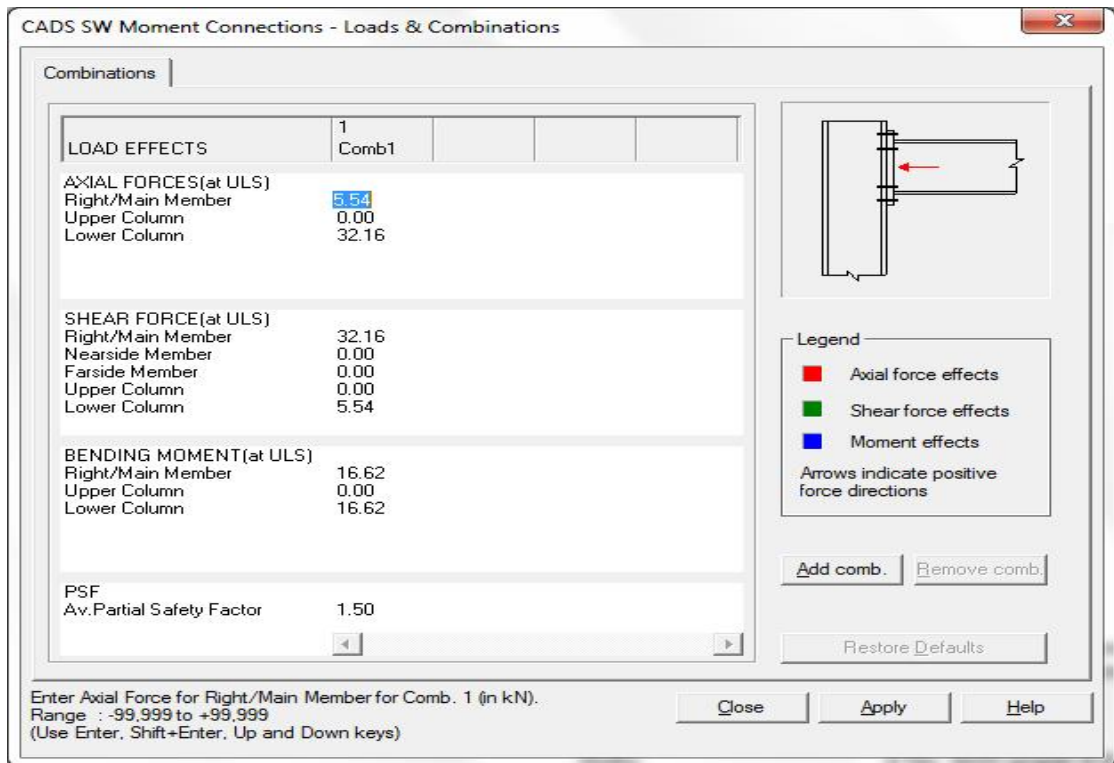 CADS SW Moment Connections - Loads & Combinations
Combinations
1
LOAD EFFECTS Comb1
AXIAL FORCES(at ULS)
Right/Main Member 5.54
Upper Column 0.00
Lower Column 32.16
SHEAR FORCE(at ULS)
Right/Main Member 32.16
Nearside Member 0.00
Farside Member 0.00
Upper Column 0.00
Lower Column 5.54
BENDING MOMENT(at ULS)
Right/Main Member 16.62
Upper Column 0.00
Lower Column 16.62
PSF
Av.Partial Safety Factor 1.50
Legend
Axial force effects
Shear force effects
Moment effects
Arrows indicate positive
force directions
Add comb. Remove comb.
Restore Defaults
Enter Axial Force for Right/Main Member for Comb. 1 (in kN).
Range : -99,999 to +99,999
(Use Enter, Shift+Enter, Up and Down keys)
Close Apply Help